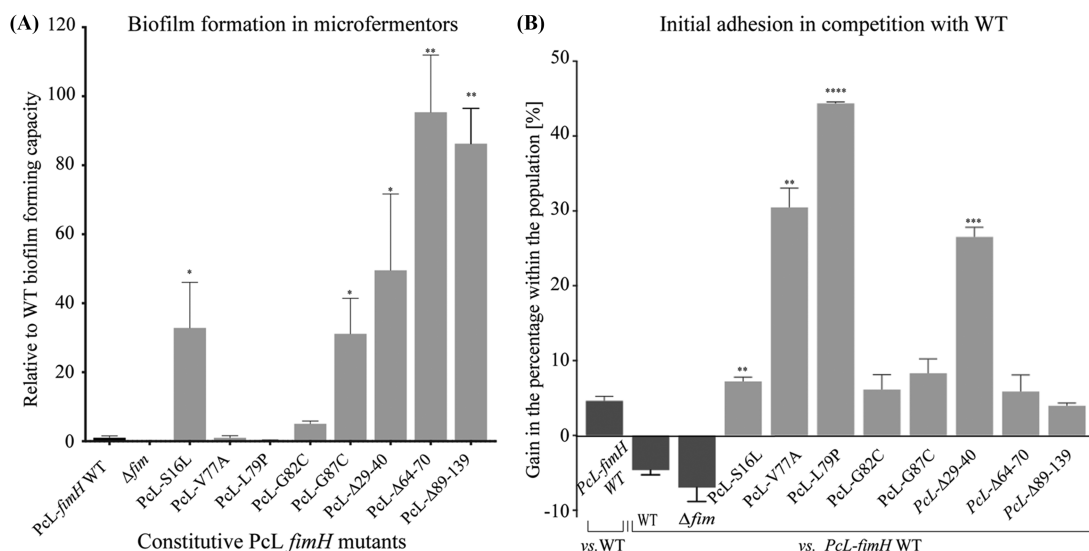 (A)
Biofilm formation in microfermentors
Relative to WT biofilm forming capacity
120
100
80
60
40
20
0
*
*
*
**
**
PcL-fimH WT
Δfim
PcL-S16L
PcL-V77A
PcL-L79P
PcL-G82C
PcL-G87C
PcL-Δ29-40
PcL-Δ64-70
PcL-Δ89-139
Constitutive PcL fimH mutants
(B)
Initial adhesion in competition with WT
Gain in the percentage within the population [%]
50
40
30
20
10
0
-10
**
**
****
***
PcL-fimH
WT
WT
Δfim
PcL-S16L
PcL-V77A
PcL-L79P
PcL-G82C
PcL-G87C
PcL-Δ29-40
PcL-Δ64-70
PcL-Δ89-139
vs.WT
vs. PcL-fimH WT